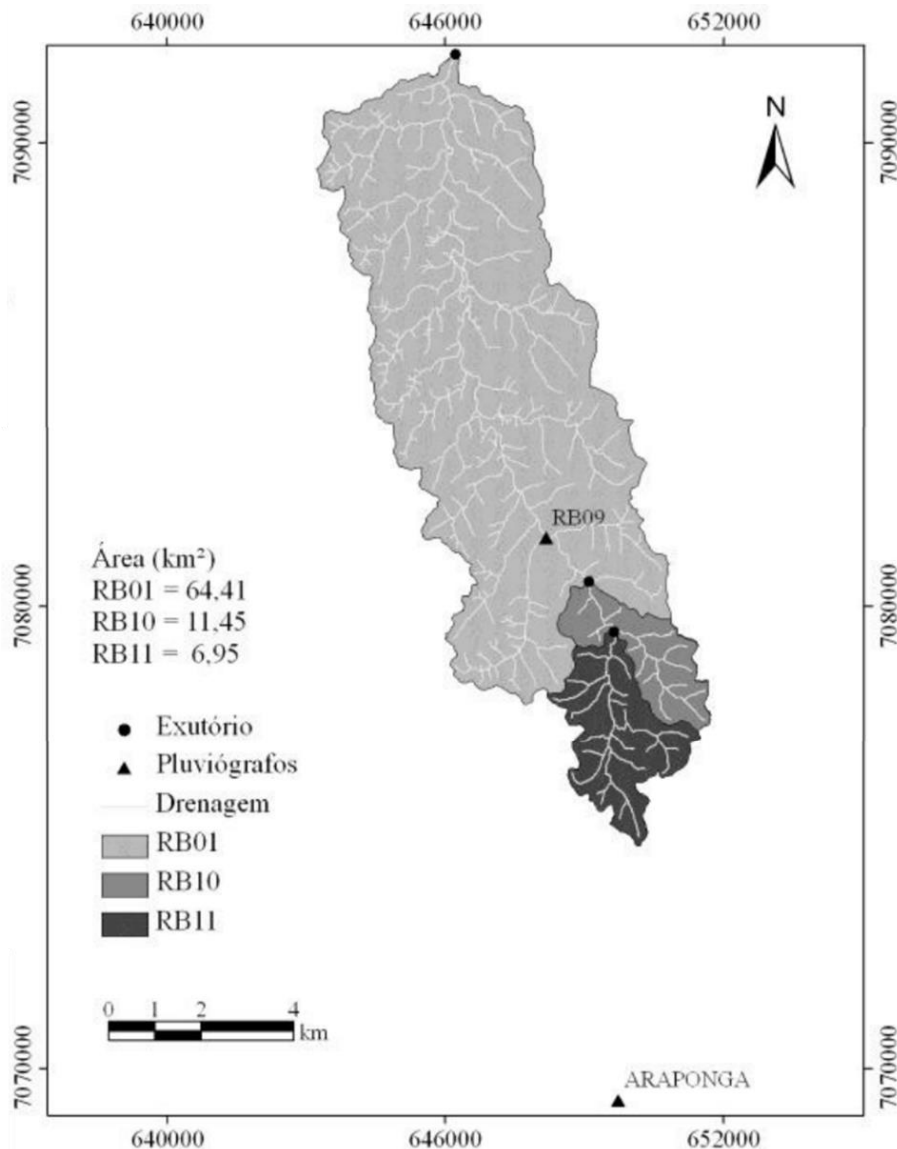 640000 646000 652000
N
7090000 7090000
RB09
Área (km²)
RB01 = 64,41
RB10 = 11,45
RB11 = 6,95
7080000 7080000
Exutório
Pluviógrafos
Drenagem
RB01
RB10
RB11
0 1 2 4
km
7070000 7070000
ARAPONGA
640000 646000 652000